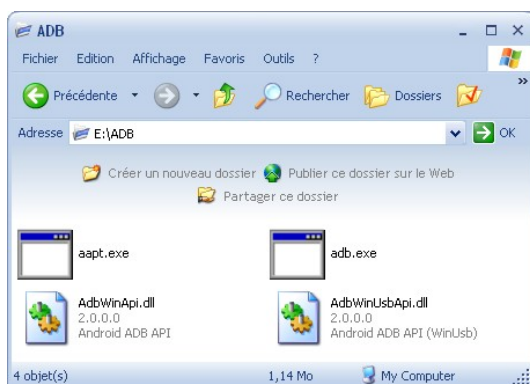 ADB
Fichier Edition Affichage Favoris Outils ?
Précédente Rechercher Dossiers »
Adresse E:\ADB OK
Créer un nouveau dossier Publier ce dossier sur le Web
Partager ce dossier
aapt.exe adb.exe
AdbWinApi.dll AdbWinUsbApi.dll
2.0.0.0 2.0.0.0
Android ADB API Android ADB API (WinUsb)
4 objet(s) 1,14 Mo My Computer